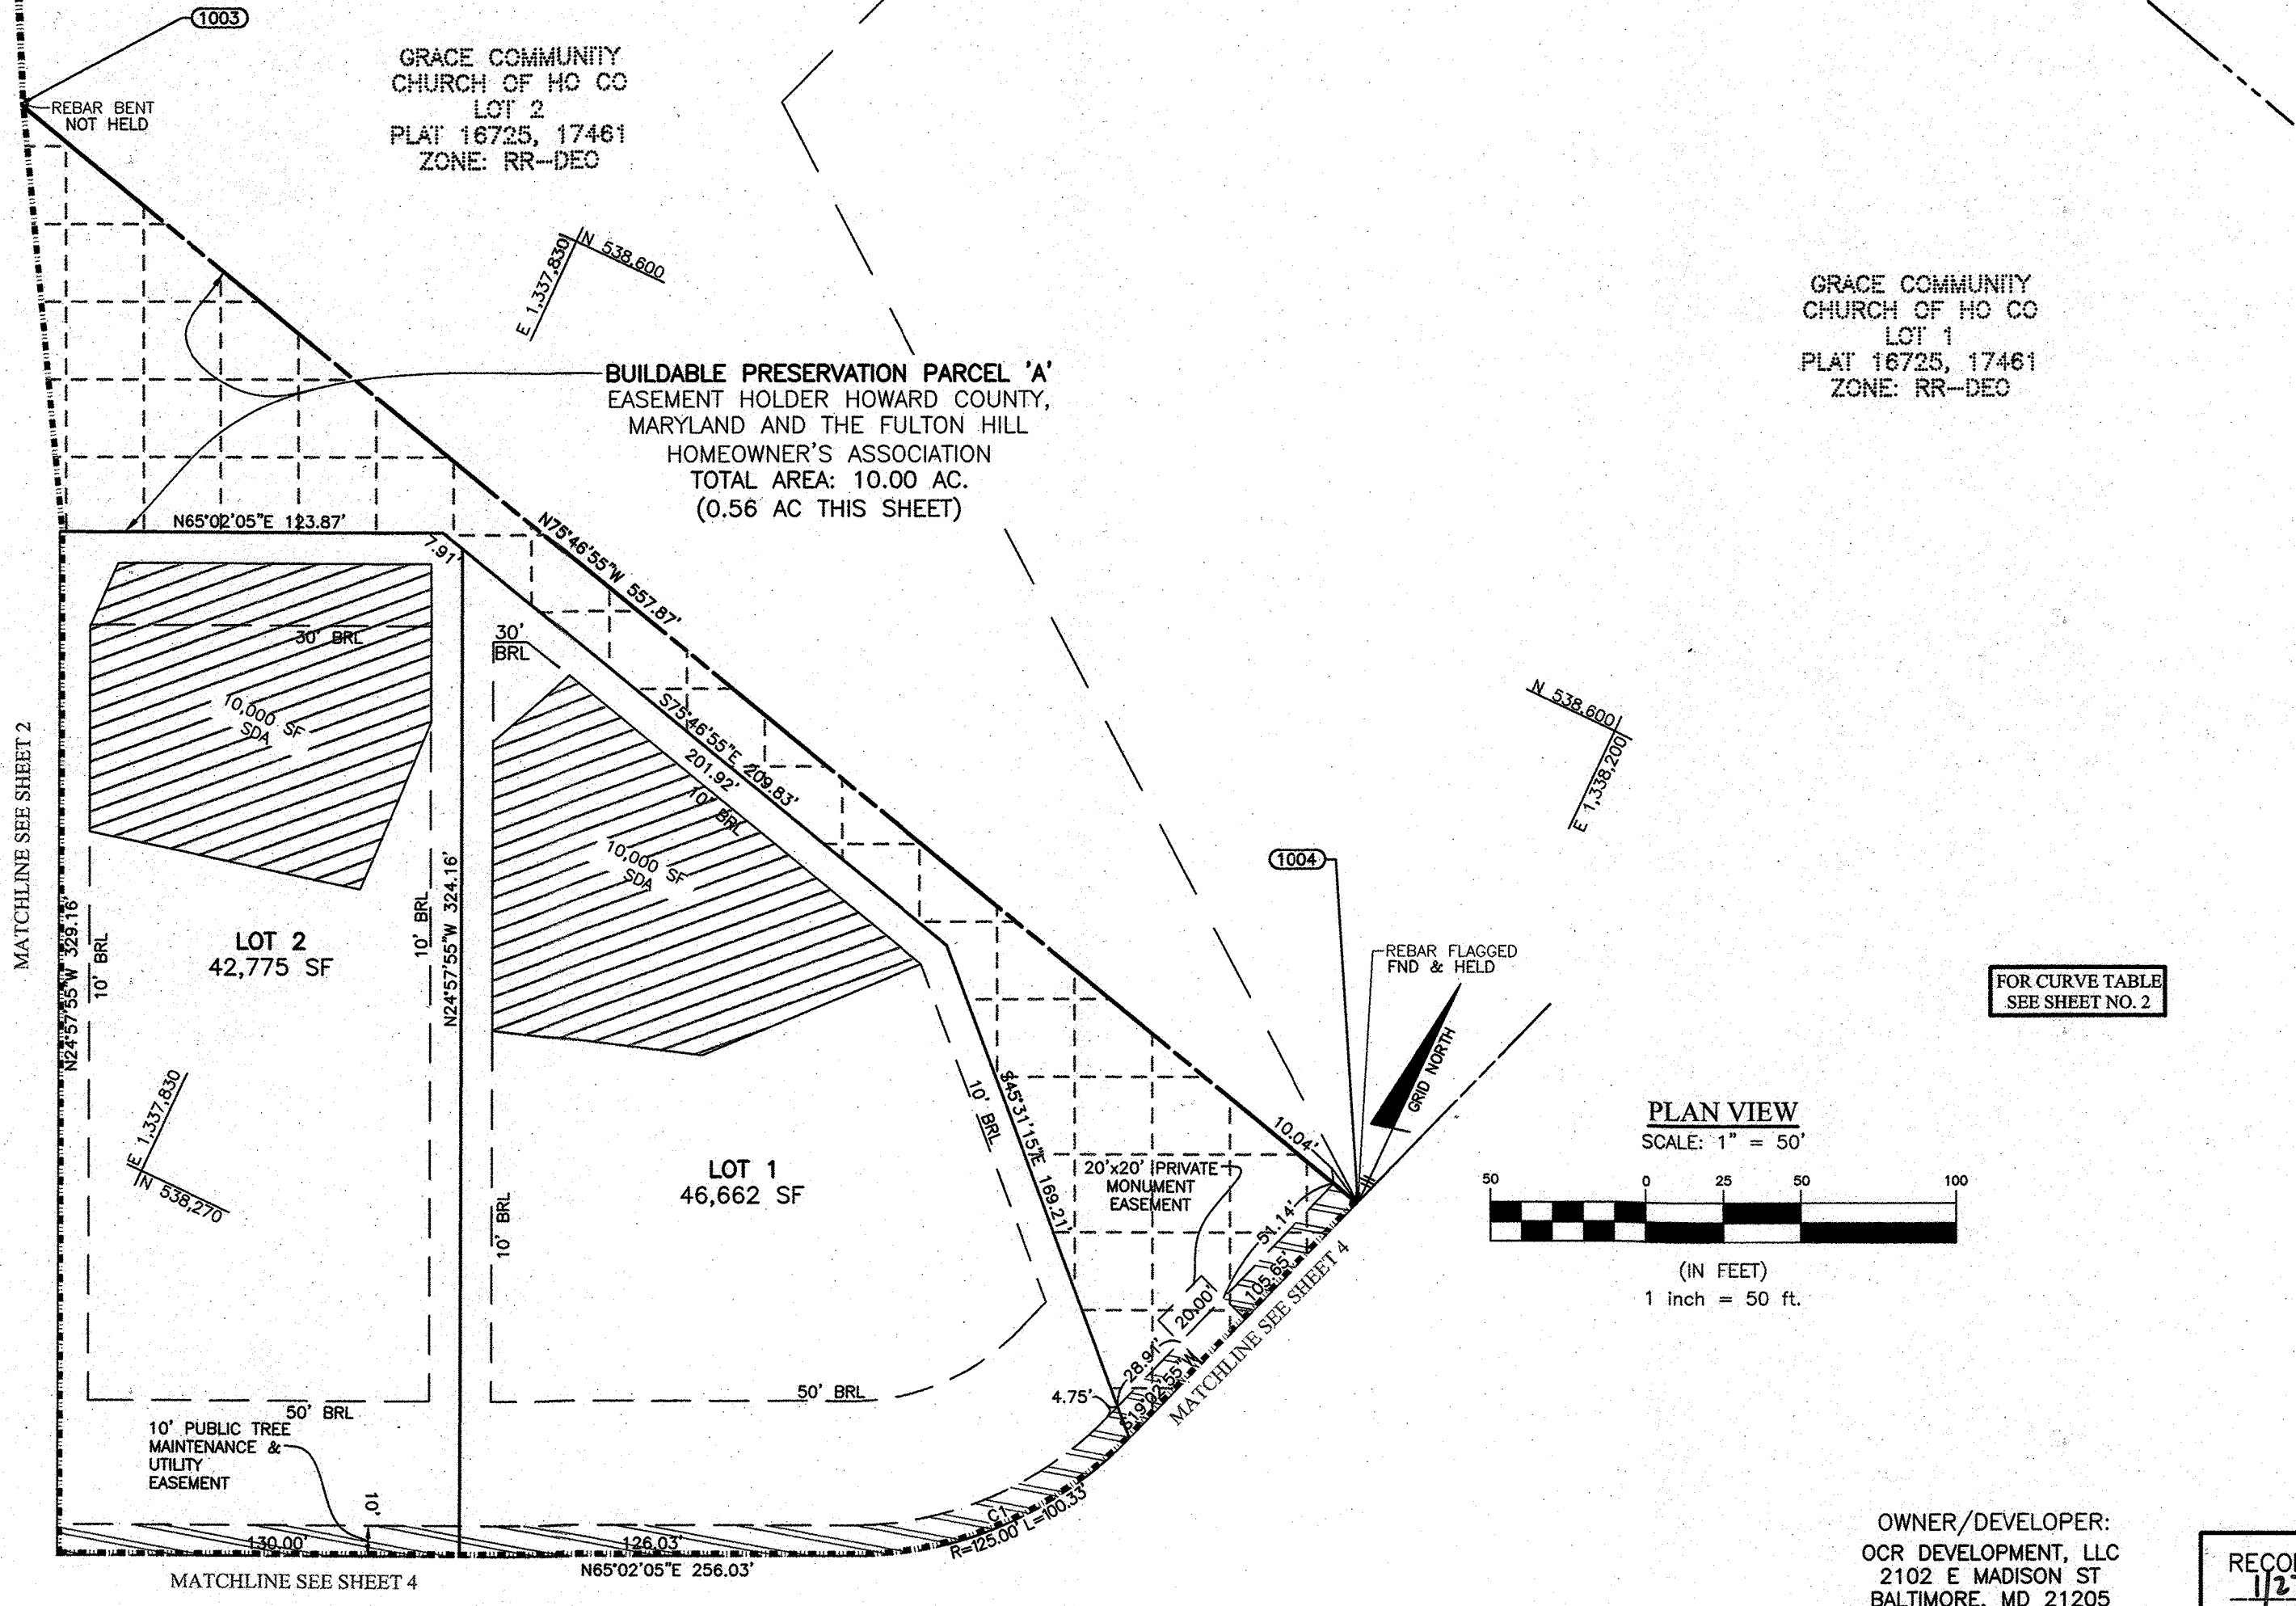 1003
REBAR BENT
NOT HELD
GRACE COMMUNITY
CHURCH OF HO CO
LOT 2
PLAT 16725, 17461
ZONE: RR-DEO
N 538,600
E 1,337,830
GRACE COMMUNITY
CHURCH OF HO CO
LOT 1
PLAT 16725, 17461
ZONE: RR-DEO
BUILDABLE PRESERVATION PARCEL 'A'
EASEMENT HOLDER HOWARD COUNTY,
MARYLAND AND THE FULTON HILL
HOMEOWNER'S ASSOCIATION
TOTAL AREA: 10.00 AC.
(0.56 AC THIS SHEET)
N65°02'05"E 123.87'
7.91'
N75°46'55"W 557.87'
30' BRL
30'
BRL
10,000 SF
SDA
S75°46'55"E 209.83'
201.92'
10' BRL
10,000 SF
SDA
N 538,600
E 1,338,200
MATCHLINE SEE SHEET 2
N24°57'55"W 329.16'
10' BRL
LOT 2
42,775 SF
10' BRL
N24°57'55"W 324.16'
1004
REBAR FLAGGED
FND & HELD
GRID NORTH
FOR CURVE TABLE
SEE SHEET NO. 2
E 1,337,830
N 538,270
LOT 1
46,662 SF
10' BRL
10' BRL
S45°31'15"E 169.21'
20'x20' PRIVATE
MONUMENT
EASEMENT
10.04'
51.14'
105.65'
20.00'
28.91'
S19°02'55"W
4.75'
MATCHLINE SEE SHEET 4
PLAN VIEW
SCALE: 1" = 50'
50 0 25 50 100
(IN FEET)
1 inch = 50 ft.
50' BRL
50' BRL
10' PUBLIC TREE
MAINTENANCE &
UTILITY
EASEMENT
10'
130.00'
126.03'
C1
R=125.00' L=100.33'
N65°02'05"E 256.03'
MATCHLINE SEE SHEET 4
OWNER/DEVELOPER:
OCR DEVELOPMENT, LLC
2102 E MADISON ST
BALTIMORE, MD 21205